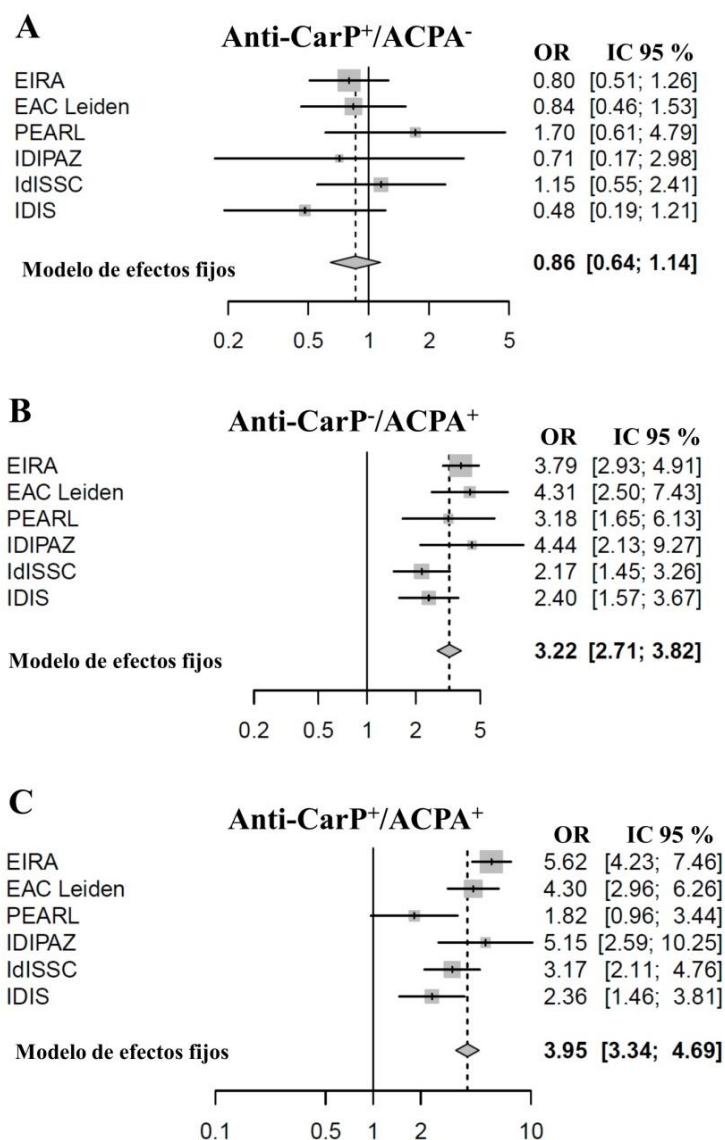 A
Anti-CarP⁺/ACPA⁻
OR IC 95 %
EIRA 0.80 [0.51; 1.26]
EAC Leiden 0.84 [0.46; 1.53]
PEARL 1.70 [0.61; 4.79]
IDIPAZ 0.71 [0.17; 2.98]
IdISSC 1.15 [0.55; 2.41]
IDIS 0.48 [0.19; 1.21]
Modelo de efectos fijos 0.86 [0.64; 1.14]
0.2 0.5 1 2 5
B
Anti-CarP⁻/ACPA⁺
OR IC 95 %
EIRA 3.79 [2.93; 4.91]
EAC Leiden 4.31 [2.50; 7.43]
PEARL 3.18 [1.65; 6.13]
IDIPAZ 4.44 [2.13; 9.27]
IdISSC 2.17 [1.45; 3.26]
IDIS 2.40 [1.57; 3.67]
Modelo de efectos fijos 3.22 [2.71; 3.82]
0.2 0.5 1 2 5
C
Anti-CarP⁺/ACPA⁺
OR IC 95 %
EIRA 5.62 [4.23; 7.46]
EAC Leiden 4.30 [2.96; 6.26]
PEARL 1.82 [0.96; 3.44]
IDIPAZ 5.15 [2.59; 10.25]
IdISSC 3.17 [2.11; 4.76]
IDIS 2.36 [1.46; 3.81]
Modelo de efectos fijos 3.95 [3.34; 4.69]
0.1 0.5 1 2 10